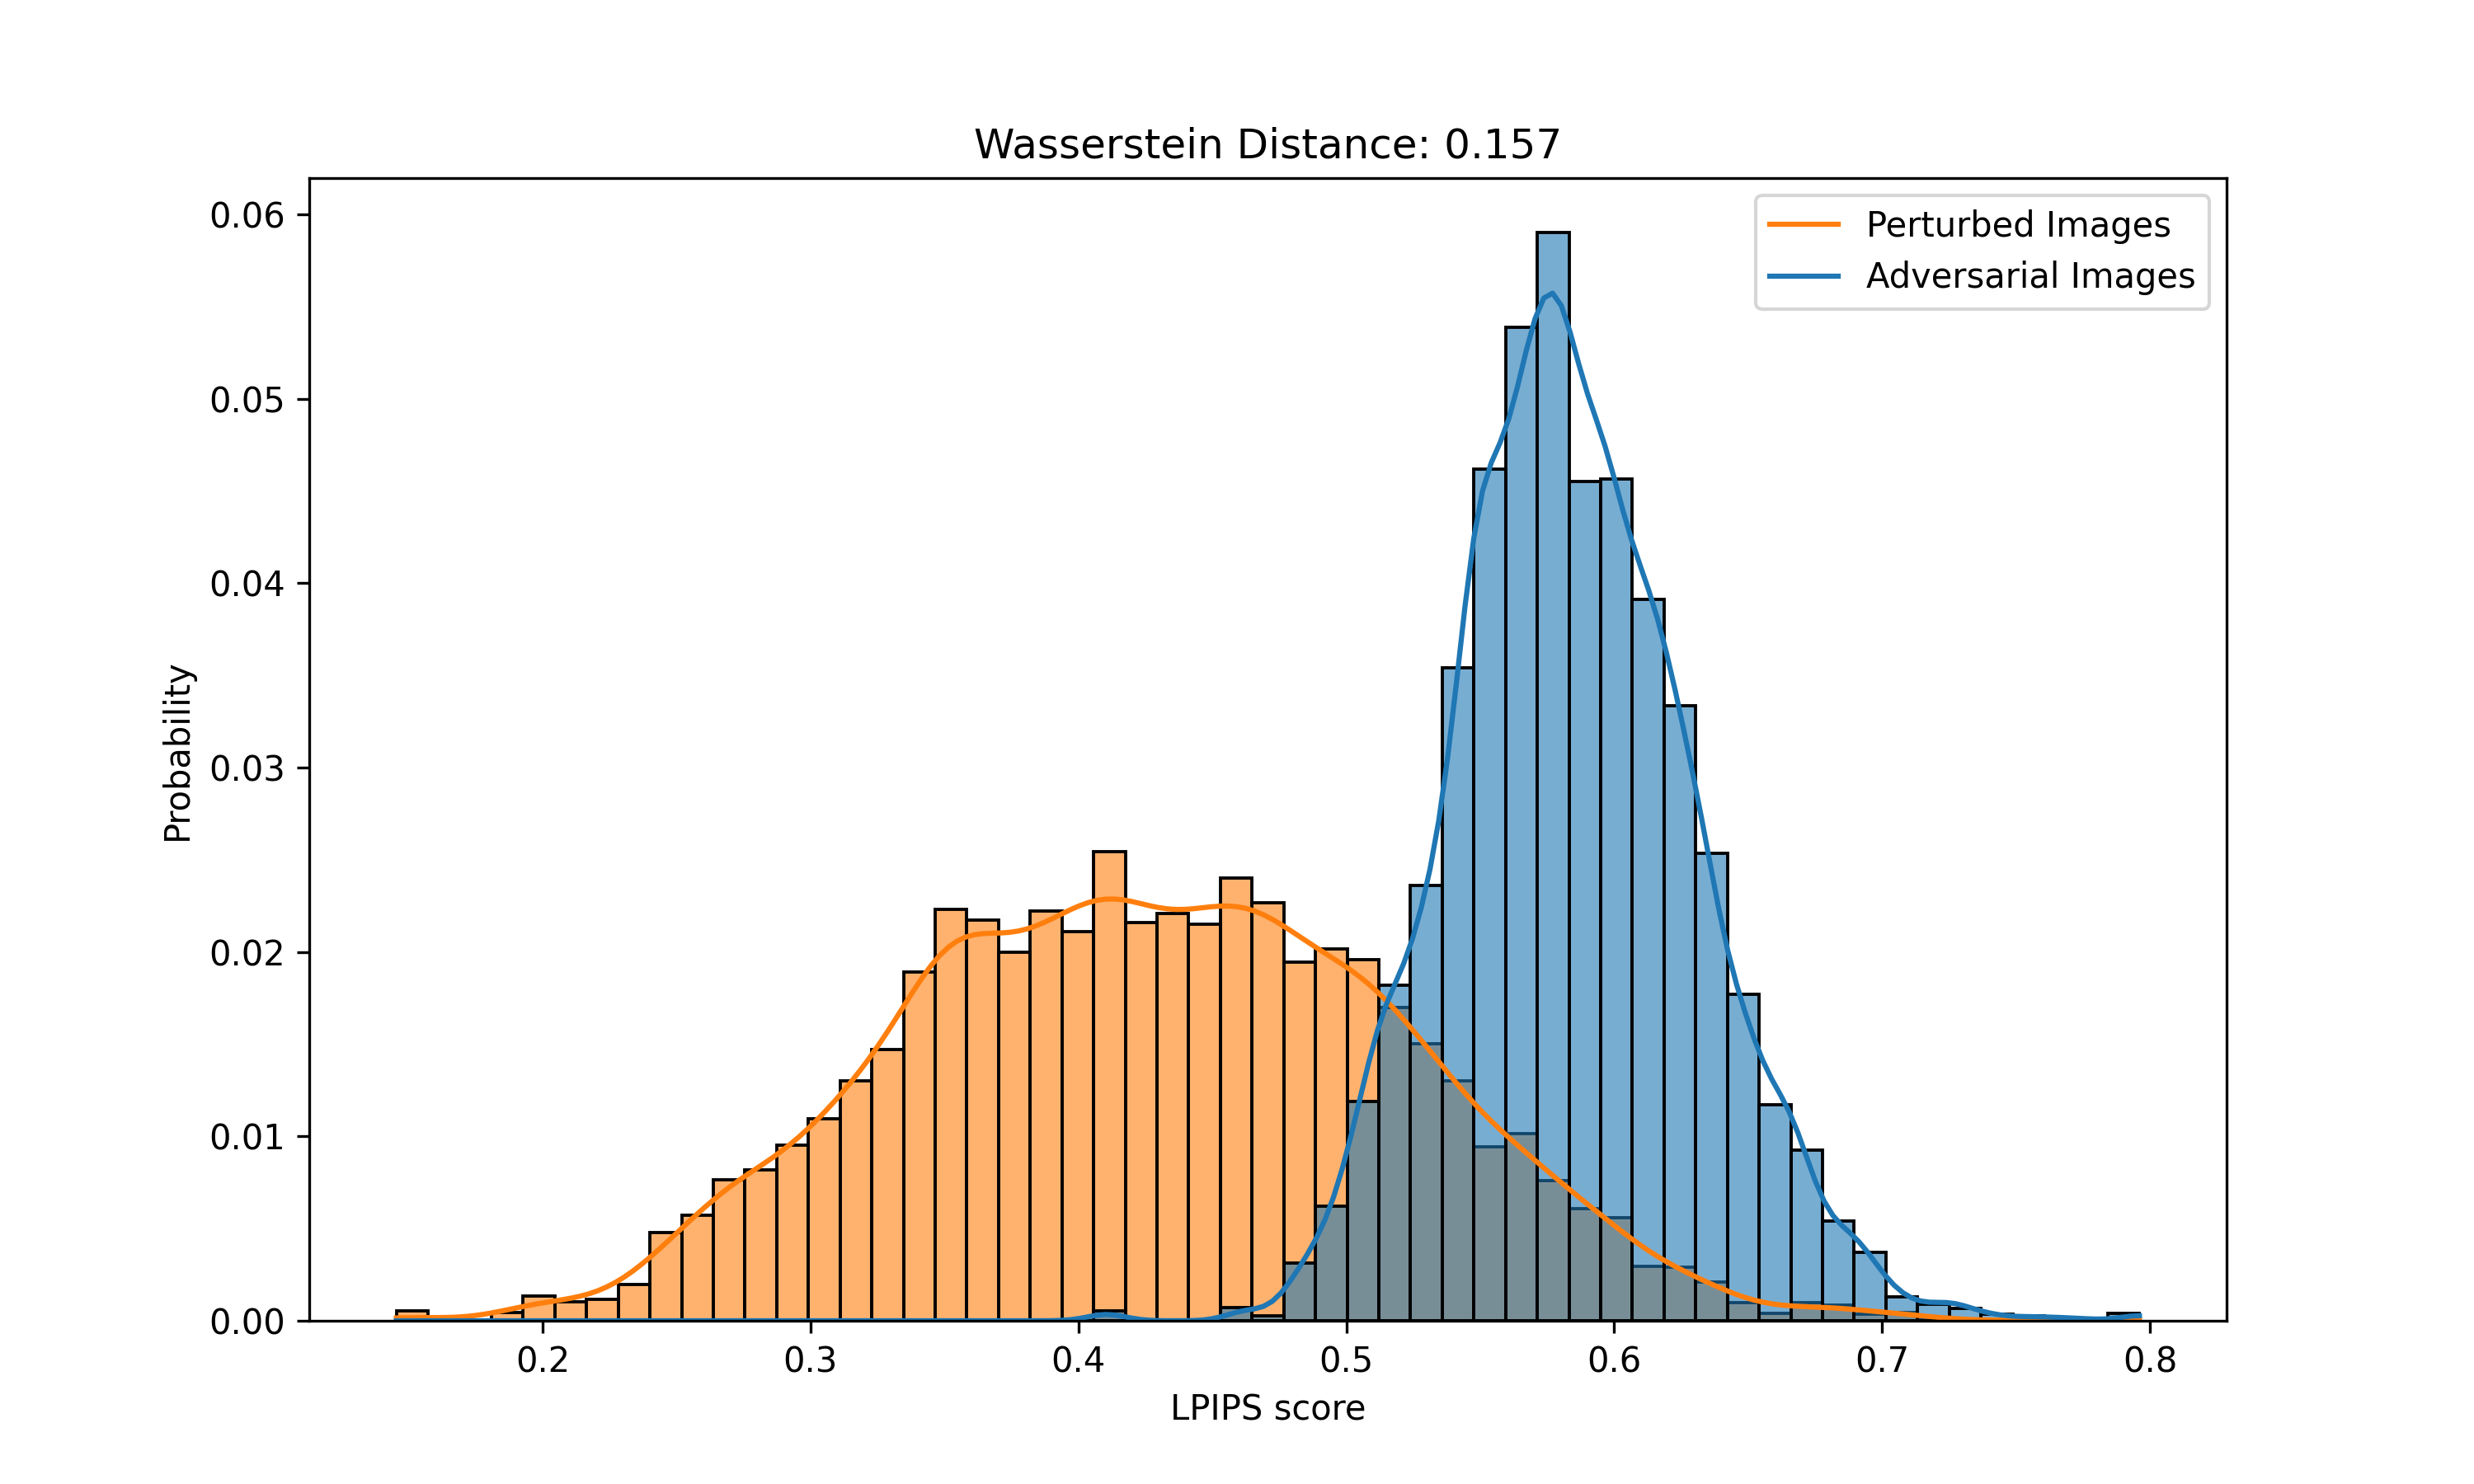 Wasserstein Distance: 0.157
Perturbed Images
Adversarial Images
Probability
0.06
0.05
0.04
0.03
0.02
0.01
0.00
0.2 0.3 0.4 0.5 0.6 0.7 0.8
LPIPS score